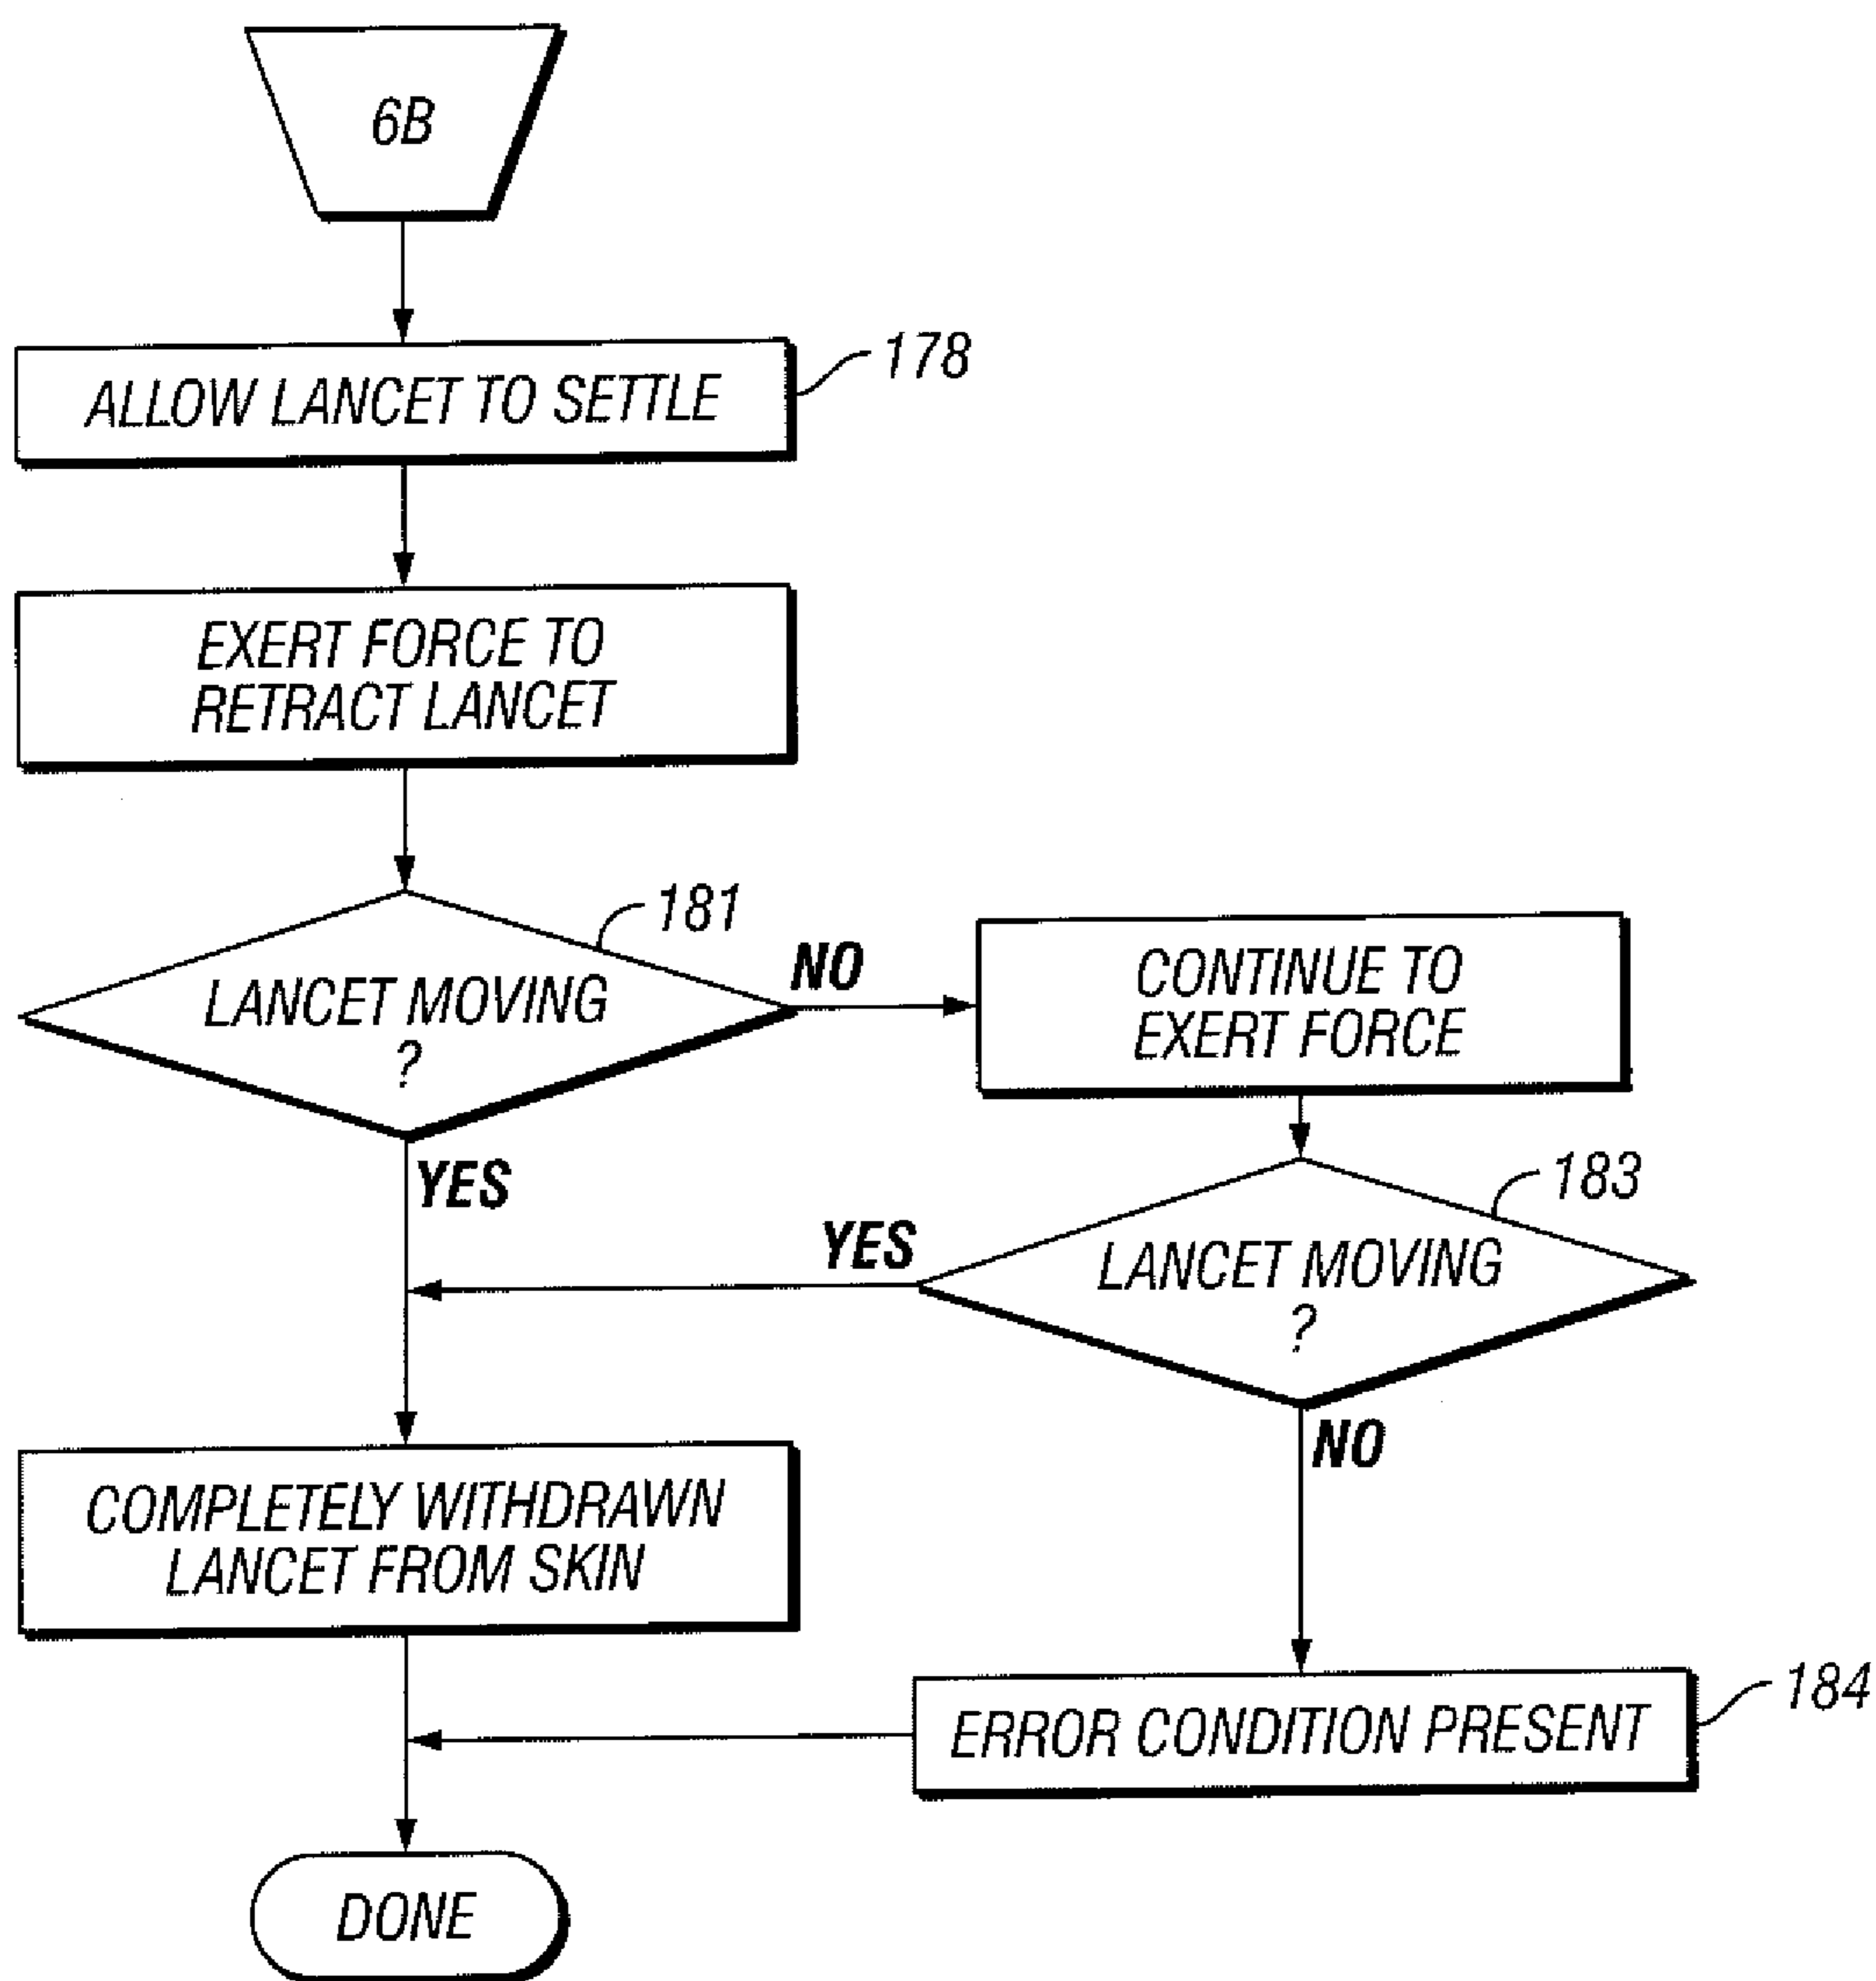 6B
ALLOW LANCET TO SETTLE
178
EXERT FORCE TO
RETRACT LANCET
181
LANCET MOVING
?
NO
YES
CONTINUE TO
EXERT FORCE
183
LANCET MOVING
?
YES
NO
COMPLETELY WITHDRAWN
LANCET FROM SKIN
ERROR CONDITION PRESENT
184
DONE